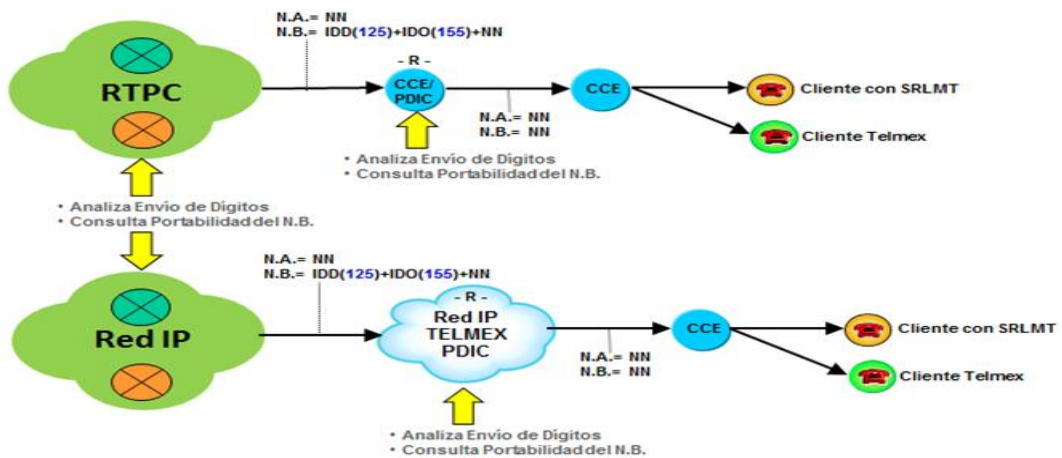 N.A.= NN
N.B.= IDD(125)+IDO(155)+NN
RTPC
- R -
CCE/
PDIC
CCE
N.A.= NN
N.B.= NN
Cliente con SRLMT
Cliente Telmex
• Analiza Envío de Dígitos
• Consulta Portabilidad del N.B.
• Analiza Envío de Dígitos
• Consulta Portabilidad del N.B.
N.A.= NN
N.B.= IDD(125)+IDO(155)+NN
Red IP
- R -
Red IP
TELMEX
PDIC
CCE
N.A.= NN
N.B.= NN
Cliente con SRLMT
Cliente Telmex
• Analiza Envío de Dígitos
• Consulta Portabilidad del N.B.